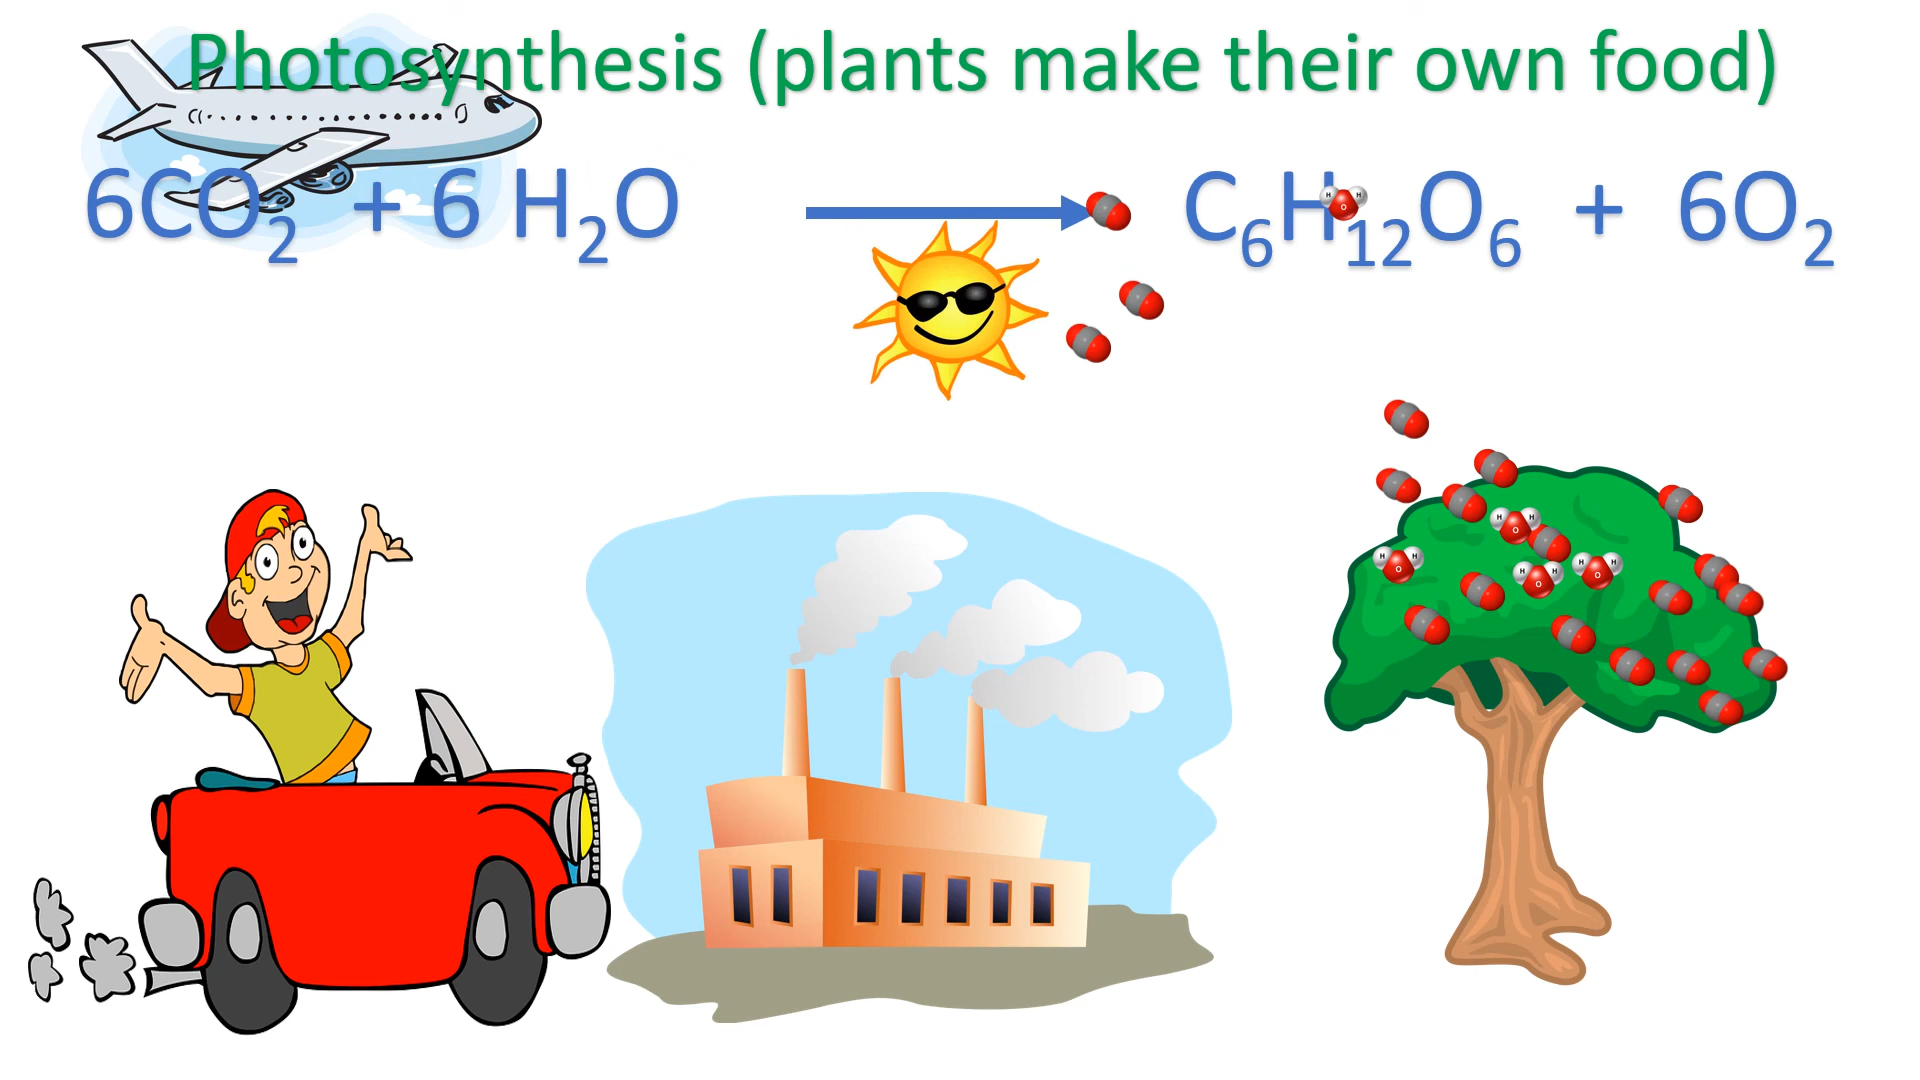 Photosynthesis (plants make their own food)
6CO₂ + 6 H₂O C₆H₁₂O₆ + 6O₂
H H O
H H O
H H O
H H O
H H O